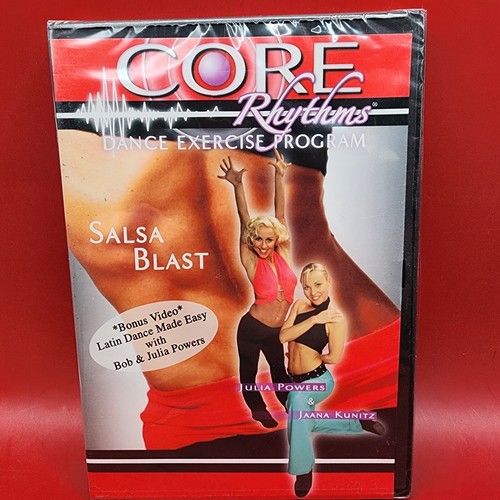 CORE
Rhythms®
DANCE EXERCISE PROGRAM
SALSA
BLAST
*Bonus Video*
Latin Dance Made Easy
with
Bob & Julia Powers
JULIA POWERS
&
JAANA KUNITZ